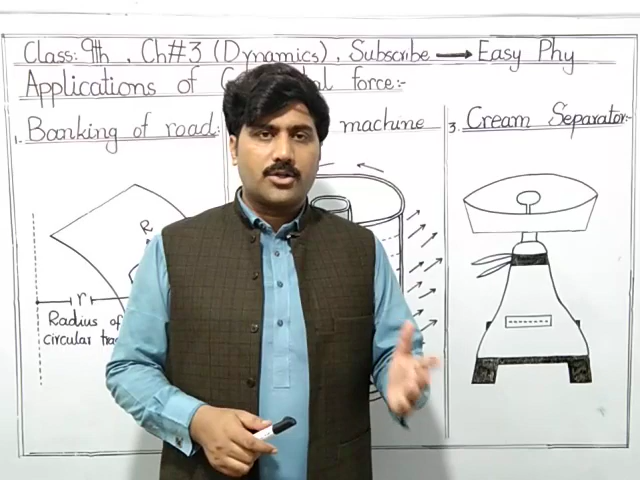 Class: 9th , Ch#3 (Dynamics) , Subscribe → Easy Phy
Applications of force:-
1. Banking of road:
machine
3. Cream Separator:-
R
r
Radius of
circular